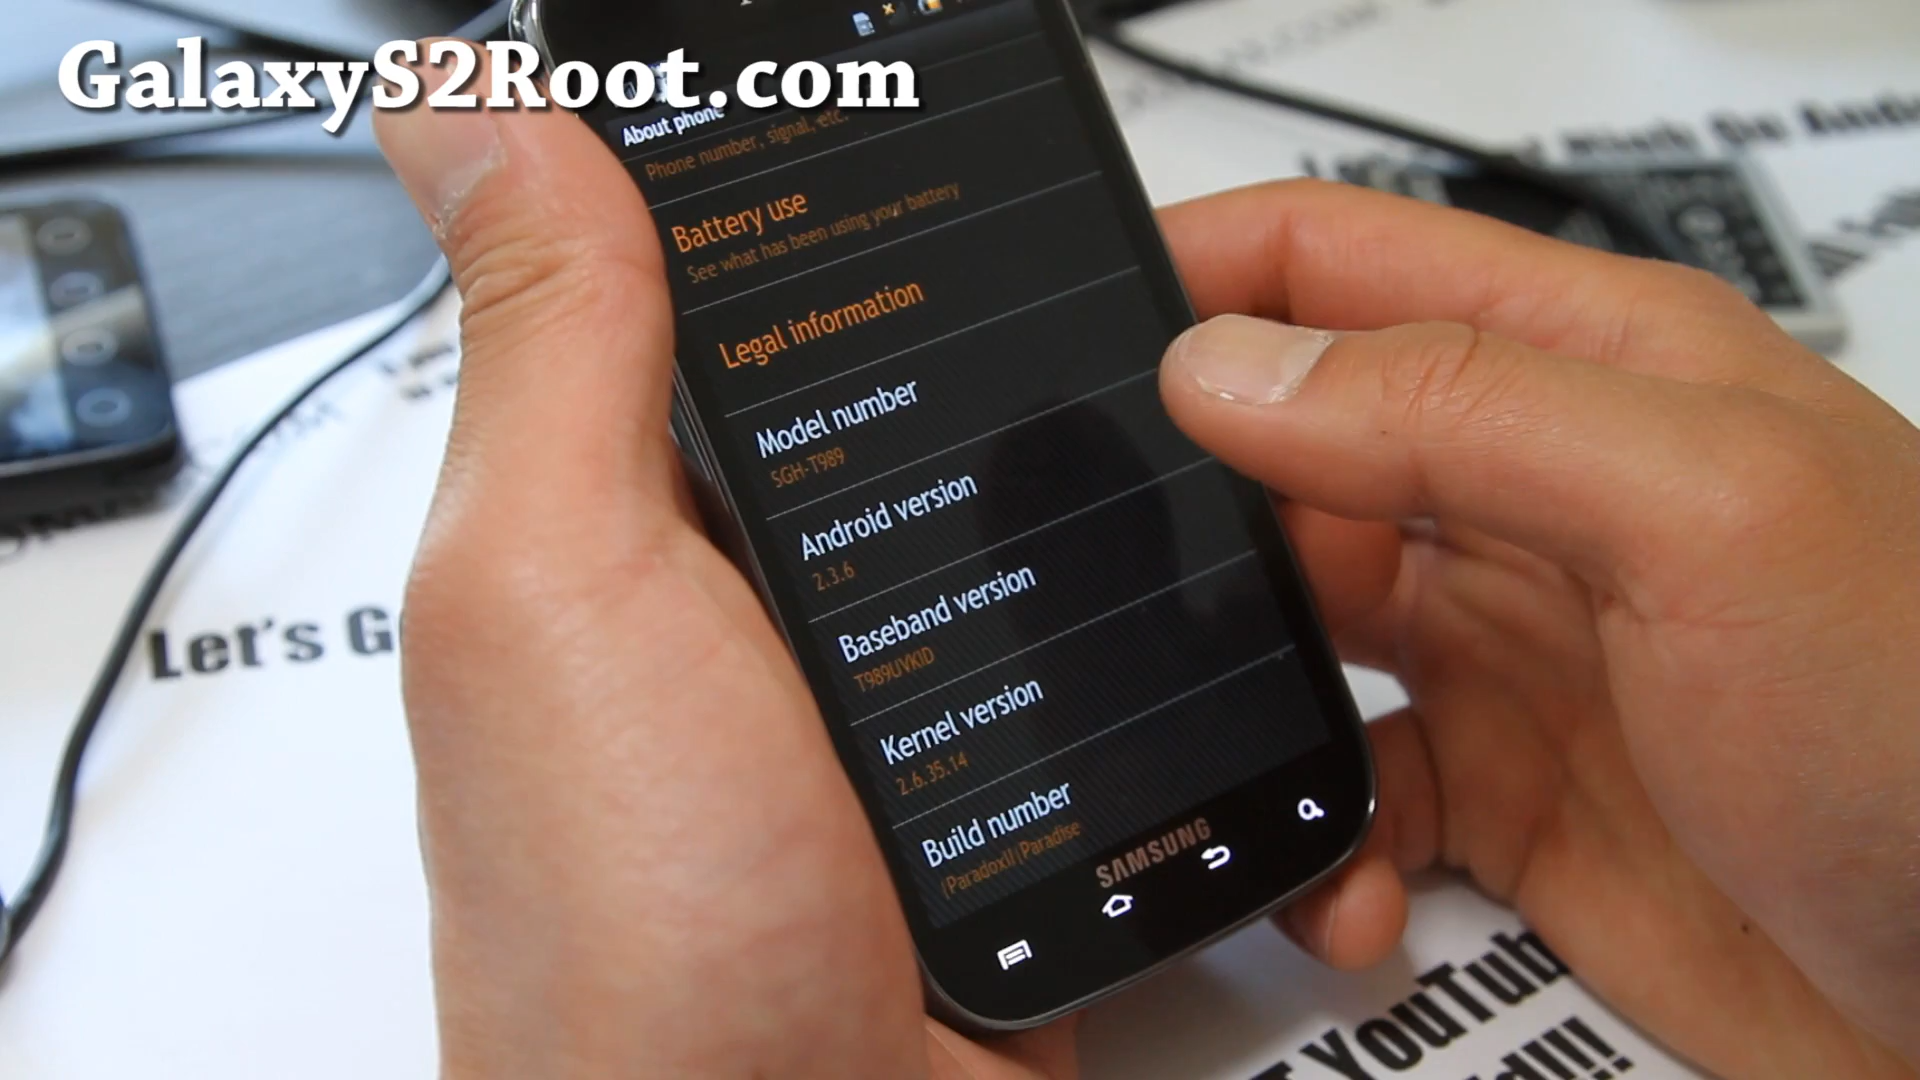 GalaxyS2Root.com
About phone
Phone number, signal, etc.
Battery use
See what has been using your battery
Legal information
Model number
SGH-T989
Android version
2.3.6
Baseband version
T989UVKID
Kernel version
2.6.35.14
Build number
|ParadoxII|Paradise
SAMSUNG
Let's G
YouTub